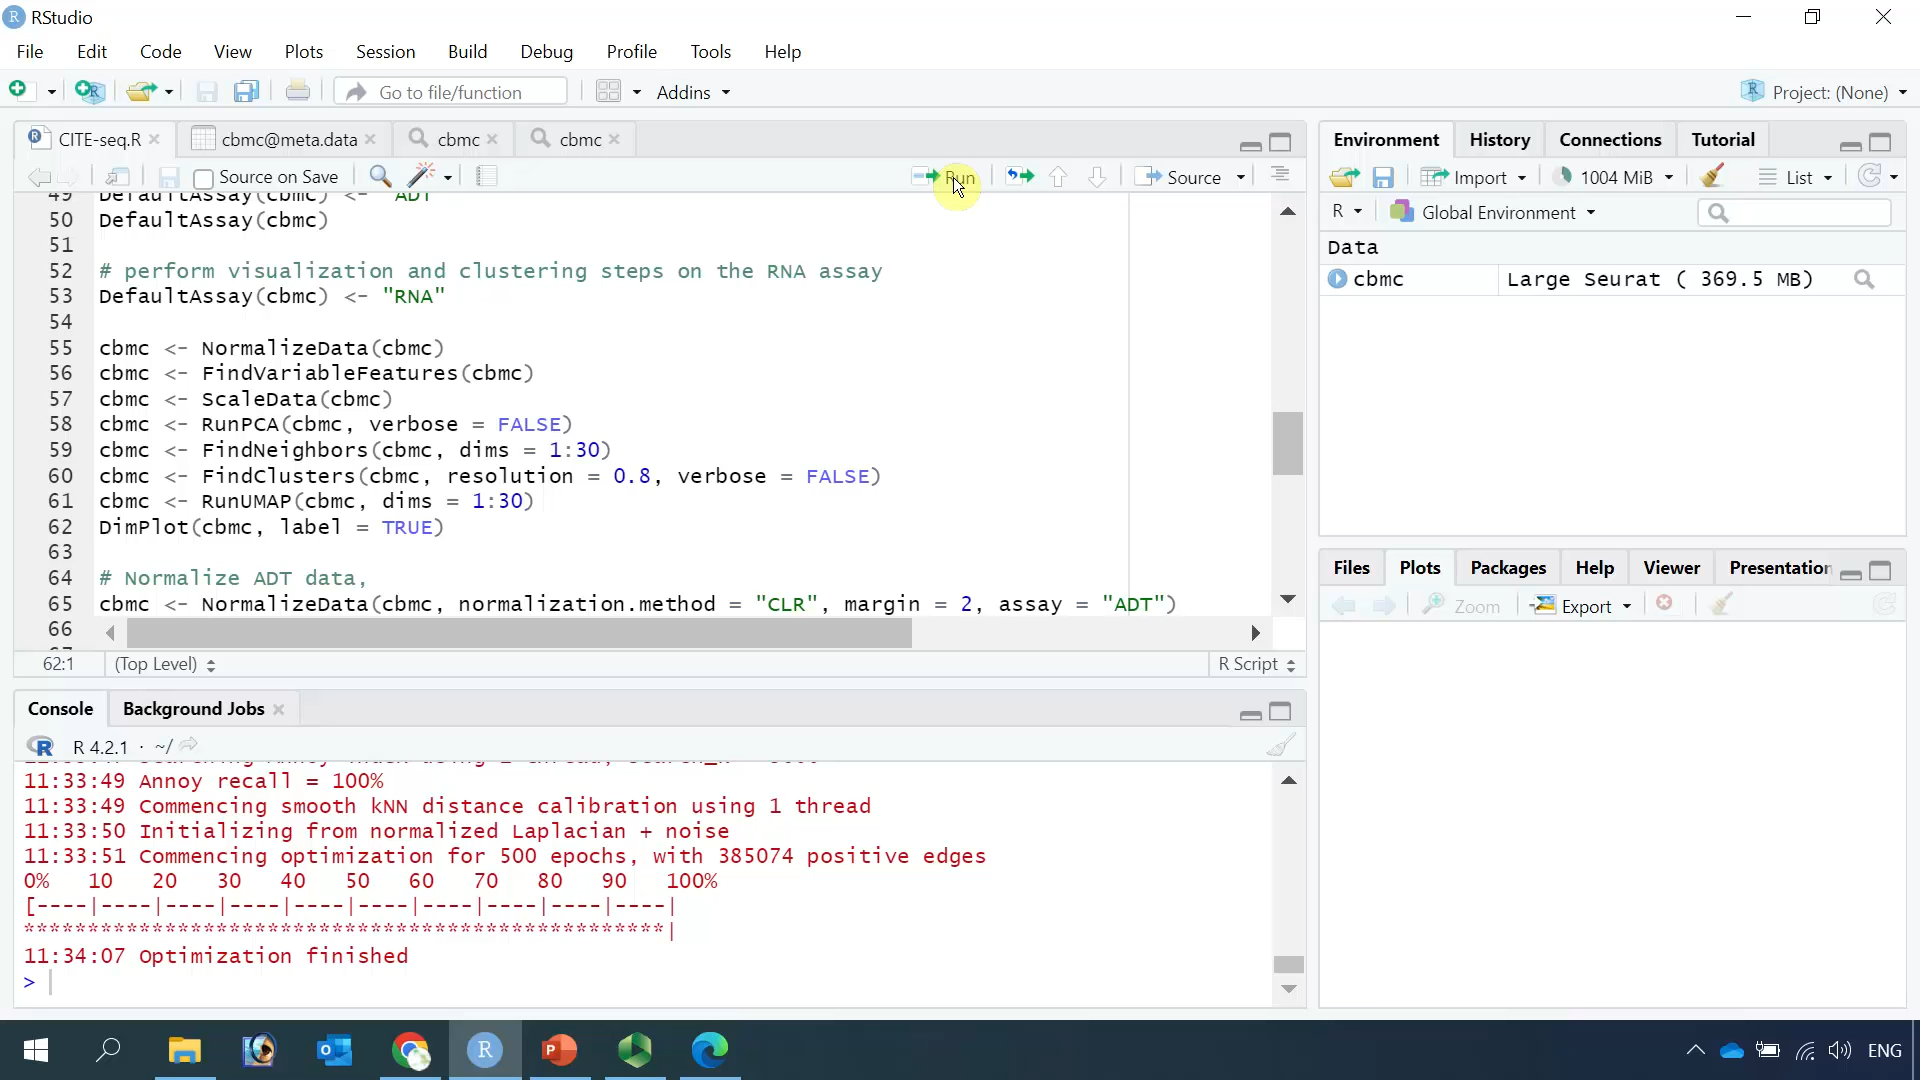 RStudio
File Edit Code View Plots Session Build Debug Profile Tools Help
Go to file/function Addins Project: (None)
CITE-seq.R cbmc@meta.data cbmc cbmc
Source on Save Run Source
49 DefaultAssay(cbmc) <- "ADT"
50 DefaultAssay(cbmc)
51
52 # perform visualization and clustering steps on the RNA assay
53 DefaultAssay(cbmc) <- "RNA"
54
55 cbmc <- NormalizeData(cbmc)
56 cbmc <- FindVariableFeatures(cbmc)
57 cbmc <- ScaleData(cbmc)
58 cbmc <- RunPCA(cbmc, verbose = FALSE)
59 cbmc <- FindNeighbors(cbmc, dims = 1:30)
60 cbmc <- FindClusters(cbmc, resolution = 0.8, verbose = FALSE)
61 cbmc <- RunUMAP(cbmc, dims = 1:30)
62 DimPlot(cbmc, label = TRUE)
63
64 # Normalize ADT data,
65 cbmc <- NormalizeData(cbmc, normalization.method = "CLR", margin = 2, assay = "ADT")
66
62:1 (Top Level) R Script
Console Background Jobs
R R 4.2.1 · ~/
11:33:49 Annoy recall = 100%
11:33:49 Commencing smooth kNN distance calibration using 1 thread
11:33:50 Initializing from normalized Laplacian + noise
11:33:51 Commencing optimization for 500 epochs, with 385074 positive edges
0% 10 20 30 40 50 60 70 80 90 100%
[----|----|----|----|----|----|----|----|----|----|
**************************************************|
11:34:07 Optimization finished
>
Environment History Connections Tutorial
Import 1004 MiB List
R Global Environment
Data
cbmc Large Seurat ( 369.5 MB)
Files Plots Packages Help Viewer Presentation
Zoom Export
ENG